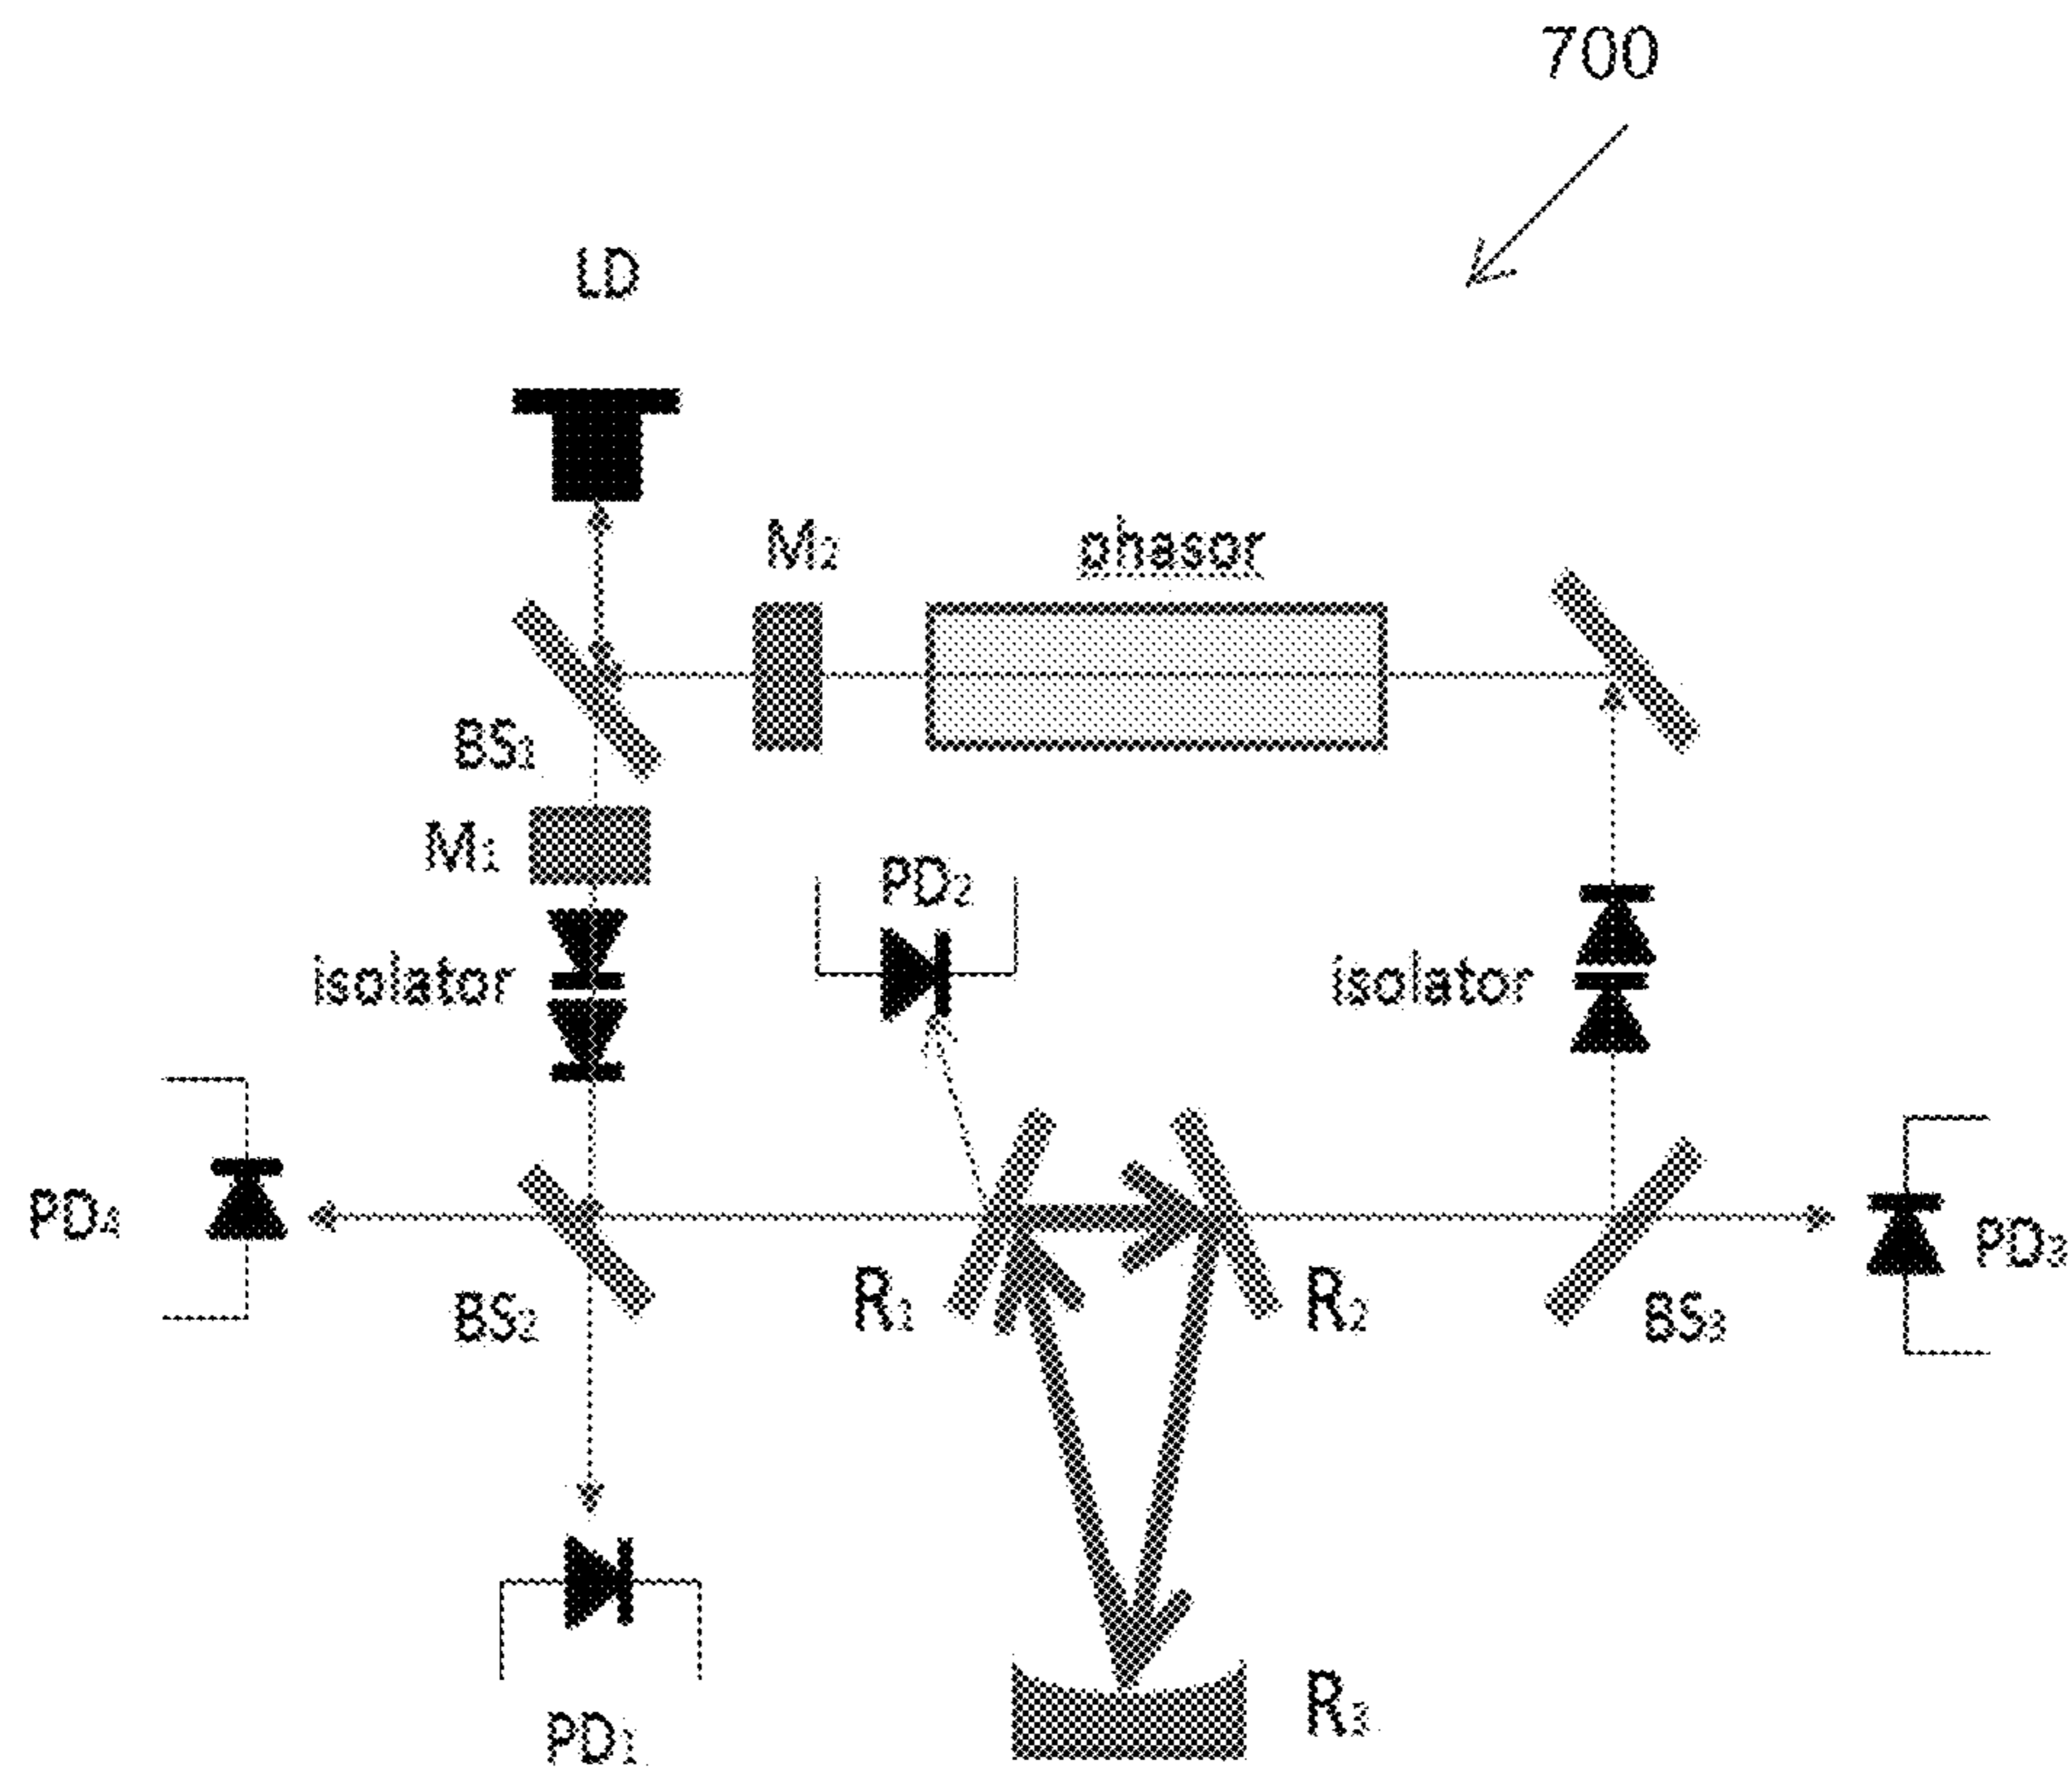 700
LD
M2
phasor
BS1
M1
PD2
isolator
isolator
PD4
PD3
R1
R2
BS2
BS3
R3
PD1